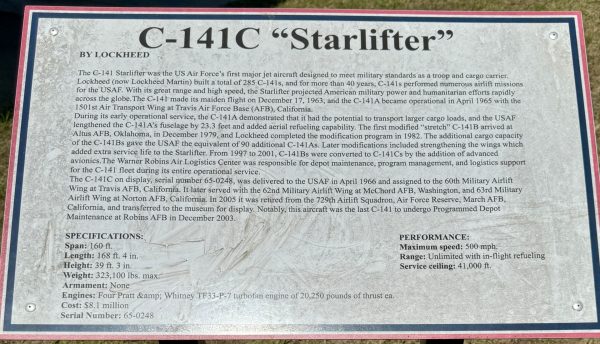 C-141C “Starlifter”
BY LOCKHEED
The C-141 Starlifter was the US Air Force's first major jet aircraft designed to meet military standards as a troop and cargo carrier.
Lockheed (now Lockheed Martin) built a total of 285 C-141s, and for more than 40 years, C-141s performed numerous airlift missions
for the USAF. With its great range and high speed, the Starlifter projected American military power and humanitarian efforts rapidly
across the globe. The C-141 made its maiden flight on December 17, 1963, and the C-141A became operational in April 1965 with the
1501st Air Transport Wing at Travis Air Force Base (AFB), California.
During its early operational service, the C-141A demonstrated that it had the potential to transport larger cargo loads, and the USAF
lengthened the C-141A's fuselage by 23.3 feet and added aerial refueling capability. The first modified “stretch” C-141B arrived at
Altus AFB, Oklahoma, in December 1979, and Lockheed completed the modification program in 1982. The additional cargo capacity
of the C-141Bs gave the USAF the equivalent of 90 additional C-141As. Later modifications included strengthening the wings which
added extra service life to the Starlifter. From 1997 to 2001, C-141Bs were converted to C-141Cs by the addition of advanced
avionics. The Warner Robins Air Logistics Center was responsible for depot maintenance, program management, and logistics support
for the C-141 fleet during its entire operational service.
The C-141C on display, serial number 65-0248, was delivered to the USAF in April 1966 and assigned to the 60th Military Airlift
Wing at Travis AFB, California. It later served with the 62nd Military Airlift Wing at McChord AFB, Washington, and 63rd Military
Airlift Wing at Norton AFB, California. In 2005 it was retired from the 729th Airlift Squadron, Air Force Reserve, March AFB,
California, and transferred to the museum for display. Notably, this aircraft was the last C-141 to undergo Programmed Depot
Maintenance at Robins AFB in December 2003.
SPECIFICATIONS:
Span: 160 ft.
Length: 168 ft. 4 in.
Height: 39 ft. 3 in.
Weight: 323,100 lbs. max.
Armament: None
Engines: Four Pratt &amp; Whitney TF33-P-7 turbofan engine of 20,250 pounds of thrust ea.
Cost: $8.1 million
Serial Number: 65-0248
PERFORMANCE:
Maximum speed: 500 mph.
Range: Unlimited with in-flight refueling
Service ceiling: 41,000 ft.